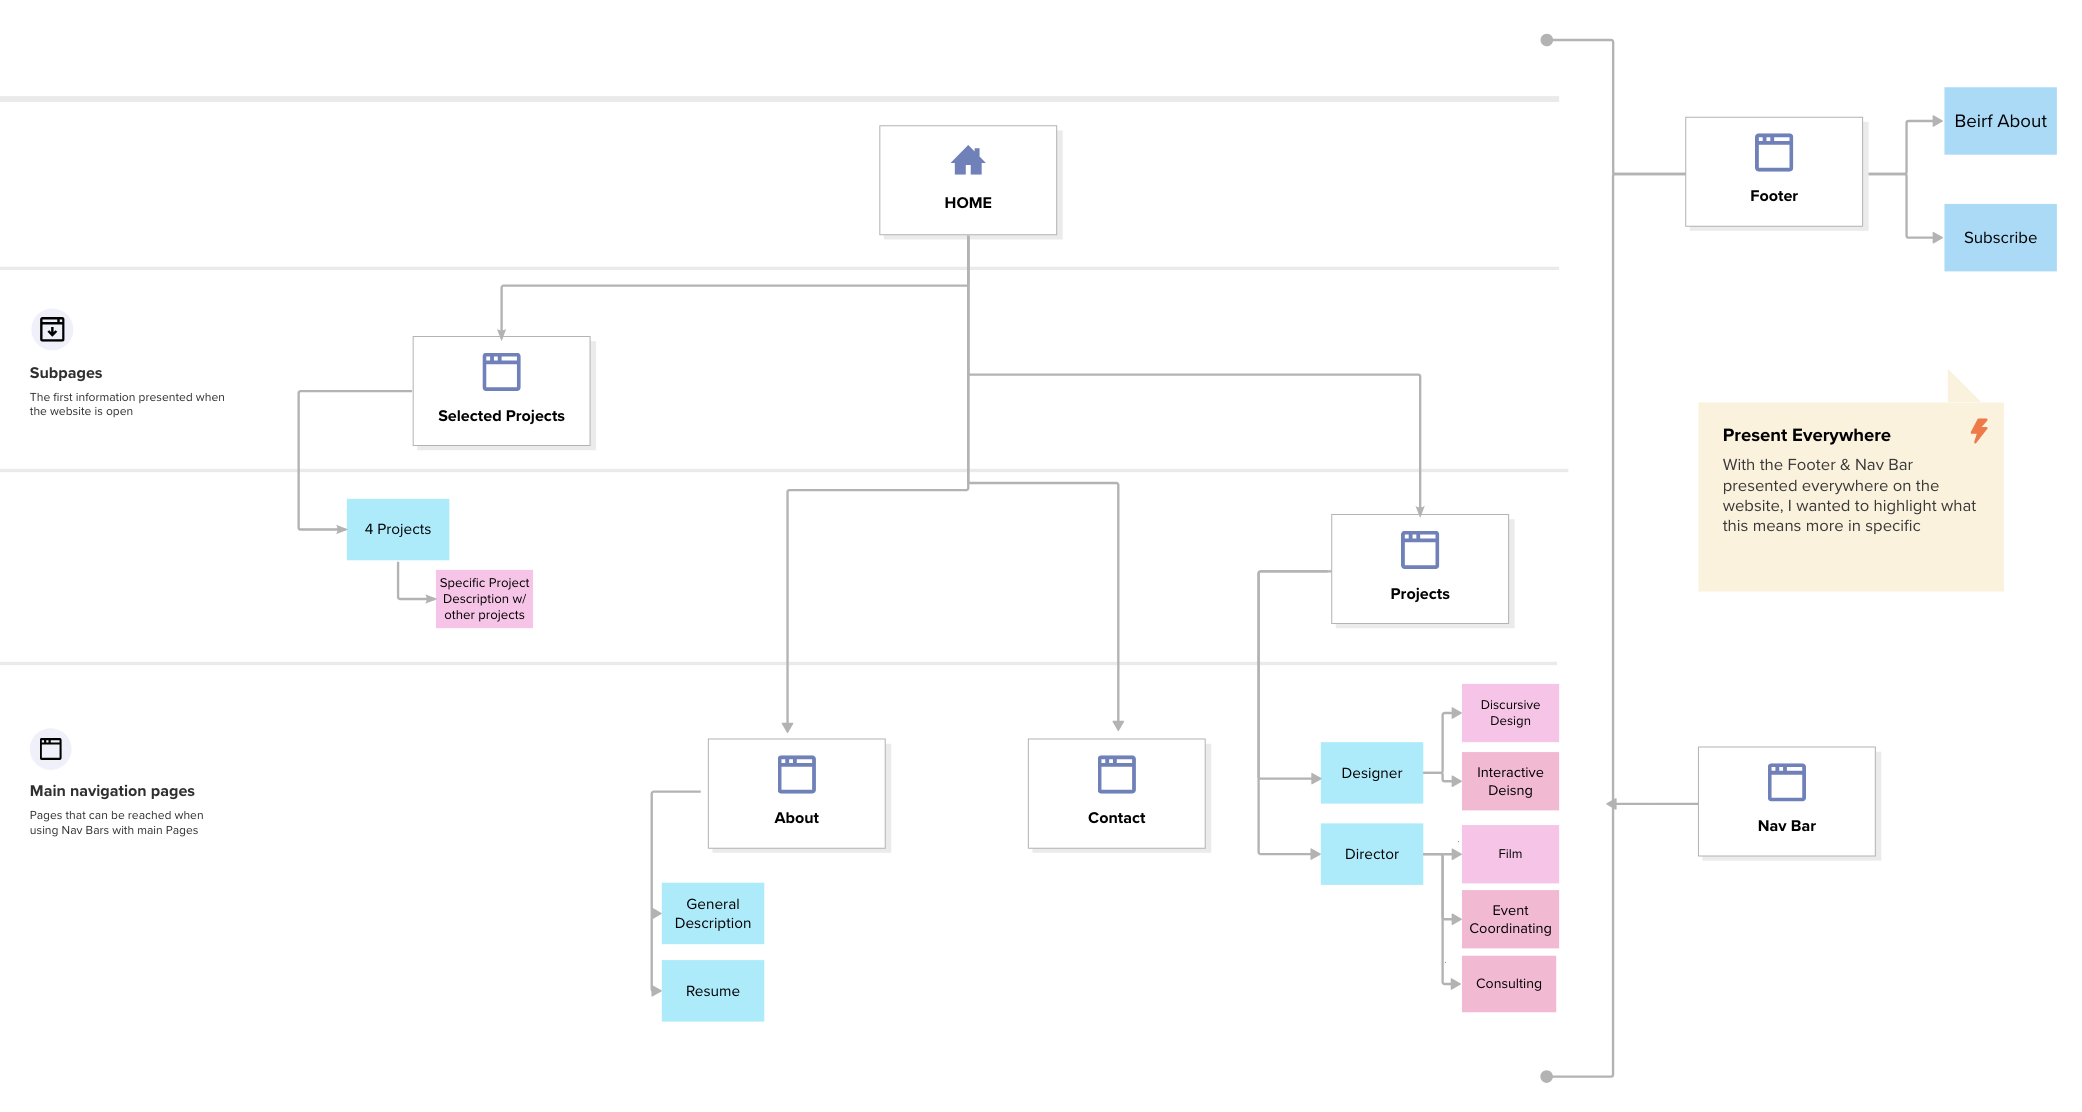 HOME
Footer
Beirf About
Subscribe
Subpages
The first information presented when
the website is open
Selected Projects
4 Projects
Specific Project
Description w/
other projects
Projects
Present Everywhere
With the Footer & Nav Bar
presented everywhere on the
website, I wanted to highlight what
this means more in specific
Main navigation pages
Pages that can be reached when
using Nav Bars with main Pages
About
General
Description
Resume
Contact
Designer
Discursive
Design
Interactive
Deisng
Director
Film
Event
Coordinating
Consulting
Nav Bar